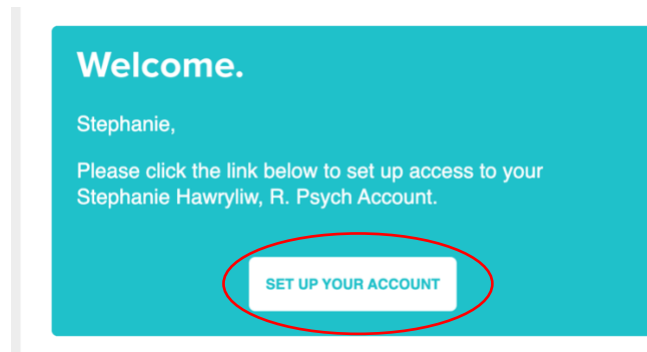 Welcome.
Stephanie,
Please click the link below to set up access to your
Stephanie Hawryliw, R. Psych Account.
SET UP YOUR ACCOUNT